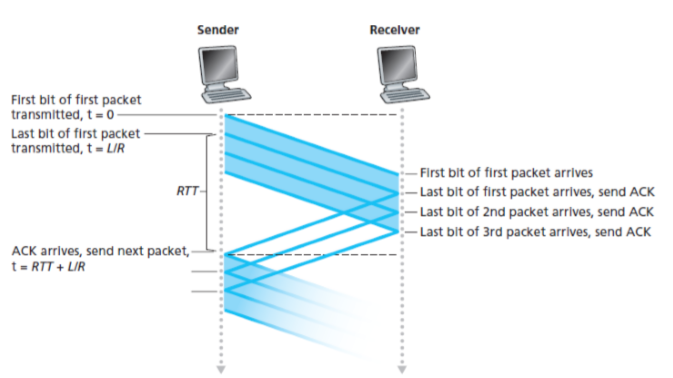 Sender
Receiver
First bit of first packet
transmitted, t = 0
Last bit of first packet
transmitted, t = L/R
RTT
First bit of first packet arrives
Last bit of first packet arrives, send ACK
Last bit of 2nd packet arrives, send ACK
Last bit of 3rd packet arrives, send ACK
ACK arrives, send next packet,
t = RTT + L/R